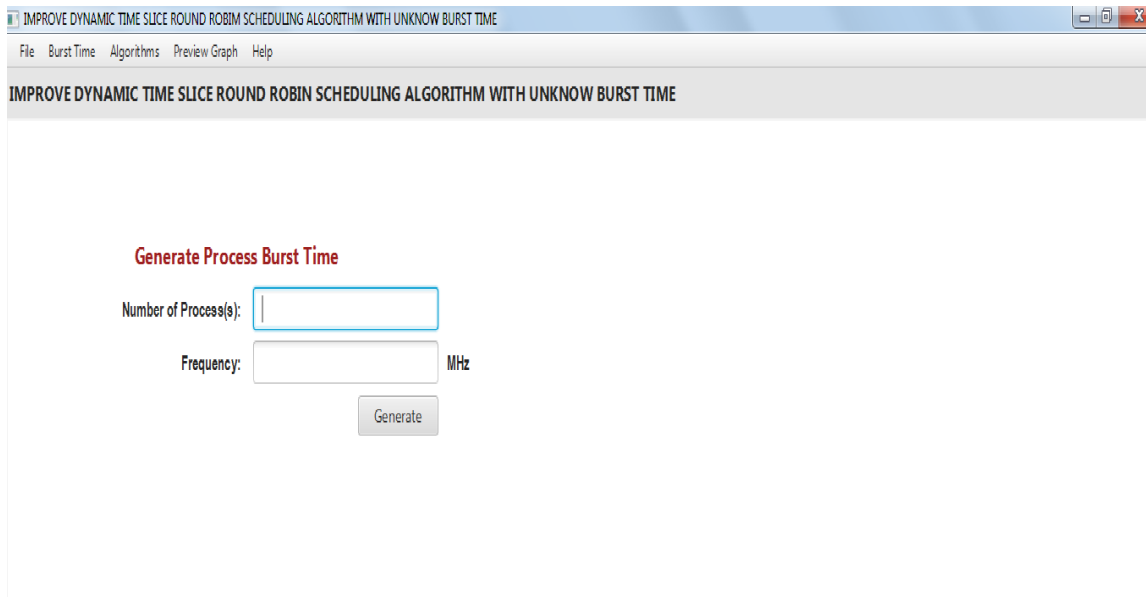 IMPROVE DYNAMIC TIME SLICE ROUND ROBIM SCHEDULING ALGORITHM WITH UNKNOW BURST TIME
File Burst Time Algorithms Preview Graph Help
IMPROVE DYNAMIC TIME SLICE ROUND ROBIN SCHEDULING ALGORITHM WITH UNKNOW BURST TIME
Generate Process Burst Time
Number of Process(s):
Frequency: MHz
Generate